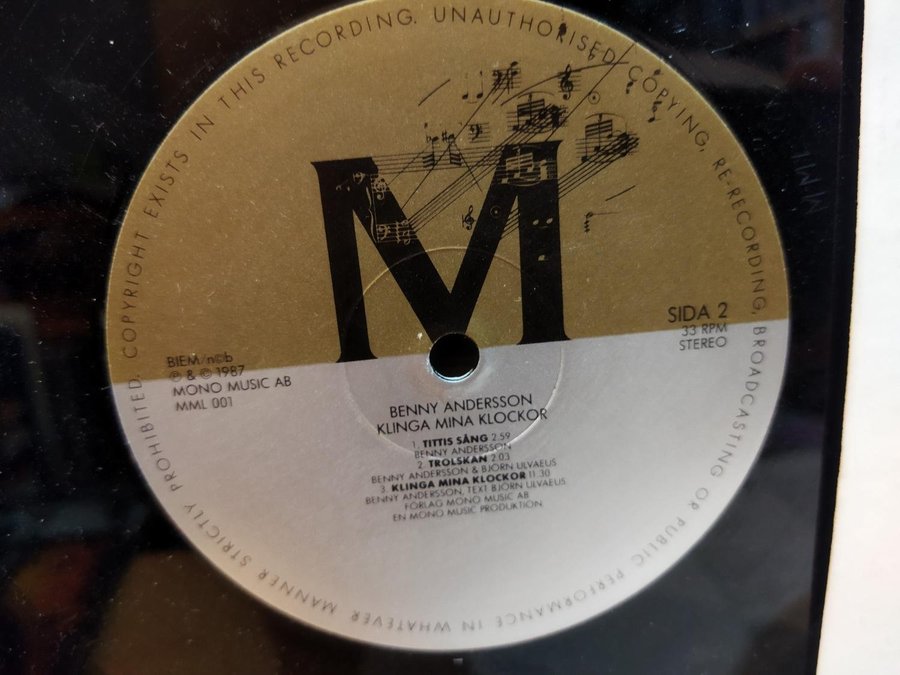 COPYRIGHT EXISTS IN THIS RECORDING. UNAUTHORISED COPYING, RE-RECORDING, BROADCASTING OR PUBLIC PERFORMANCE IN WHATEVER MANNER STRICTLY PROHIBITED.
M
SIDA 2
33 RPM
STEREO
BIEM/n©b
℗ & © 1987
MONO MUSIC AB
MML 001
BENNY ANDERSSON
KLINGA MINA KLOCKOR
1. TITTIS SÅNG 2.59
BENNY ANDERSSON
2. TROLSKAN 2.03
BENNY ANDERSSON & BJÖRN ULVAEUS
3. KLINGA MINA KLOCKOR 11.30
BENNY ANDERSSON, TEXT BJÖRN ULVAEUS
FÖRLAG MONO MUSIC AB
EN MONO MUSIC PRODUKTION